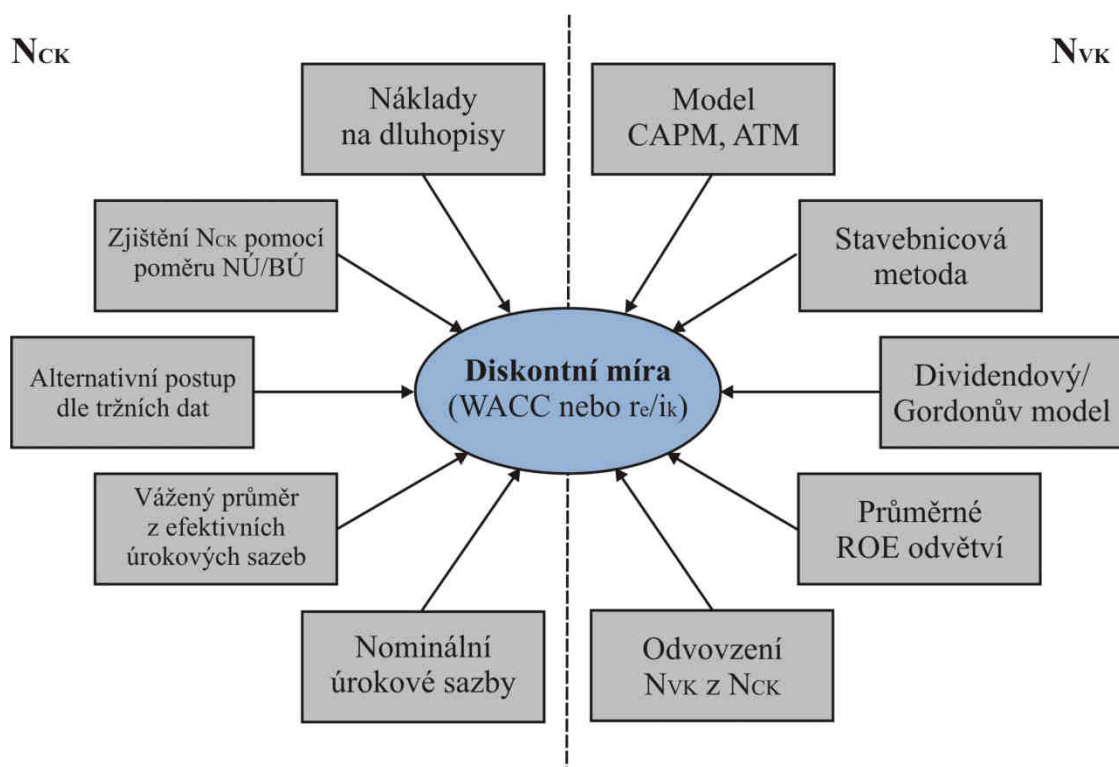 NCK
NVK
Náklady
na dluhopisy
Model
CAPM, ATM
Zjištění NCK pomocí
poměru NÚ/BÚ
Stavebnicová
metoda
Diskontní míra
(WACC nebo re/ik)
Alternativní postup
dle tržních dat
Dividendový/
Gordonův model
Vážený průměr
z efektivních
úrokových sazeb
Průměrné
ROE odvětví
Nominální
úrokové sazby
Odvovzení
NVK z NCK